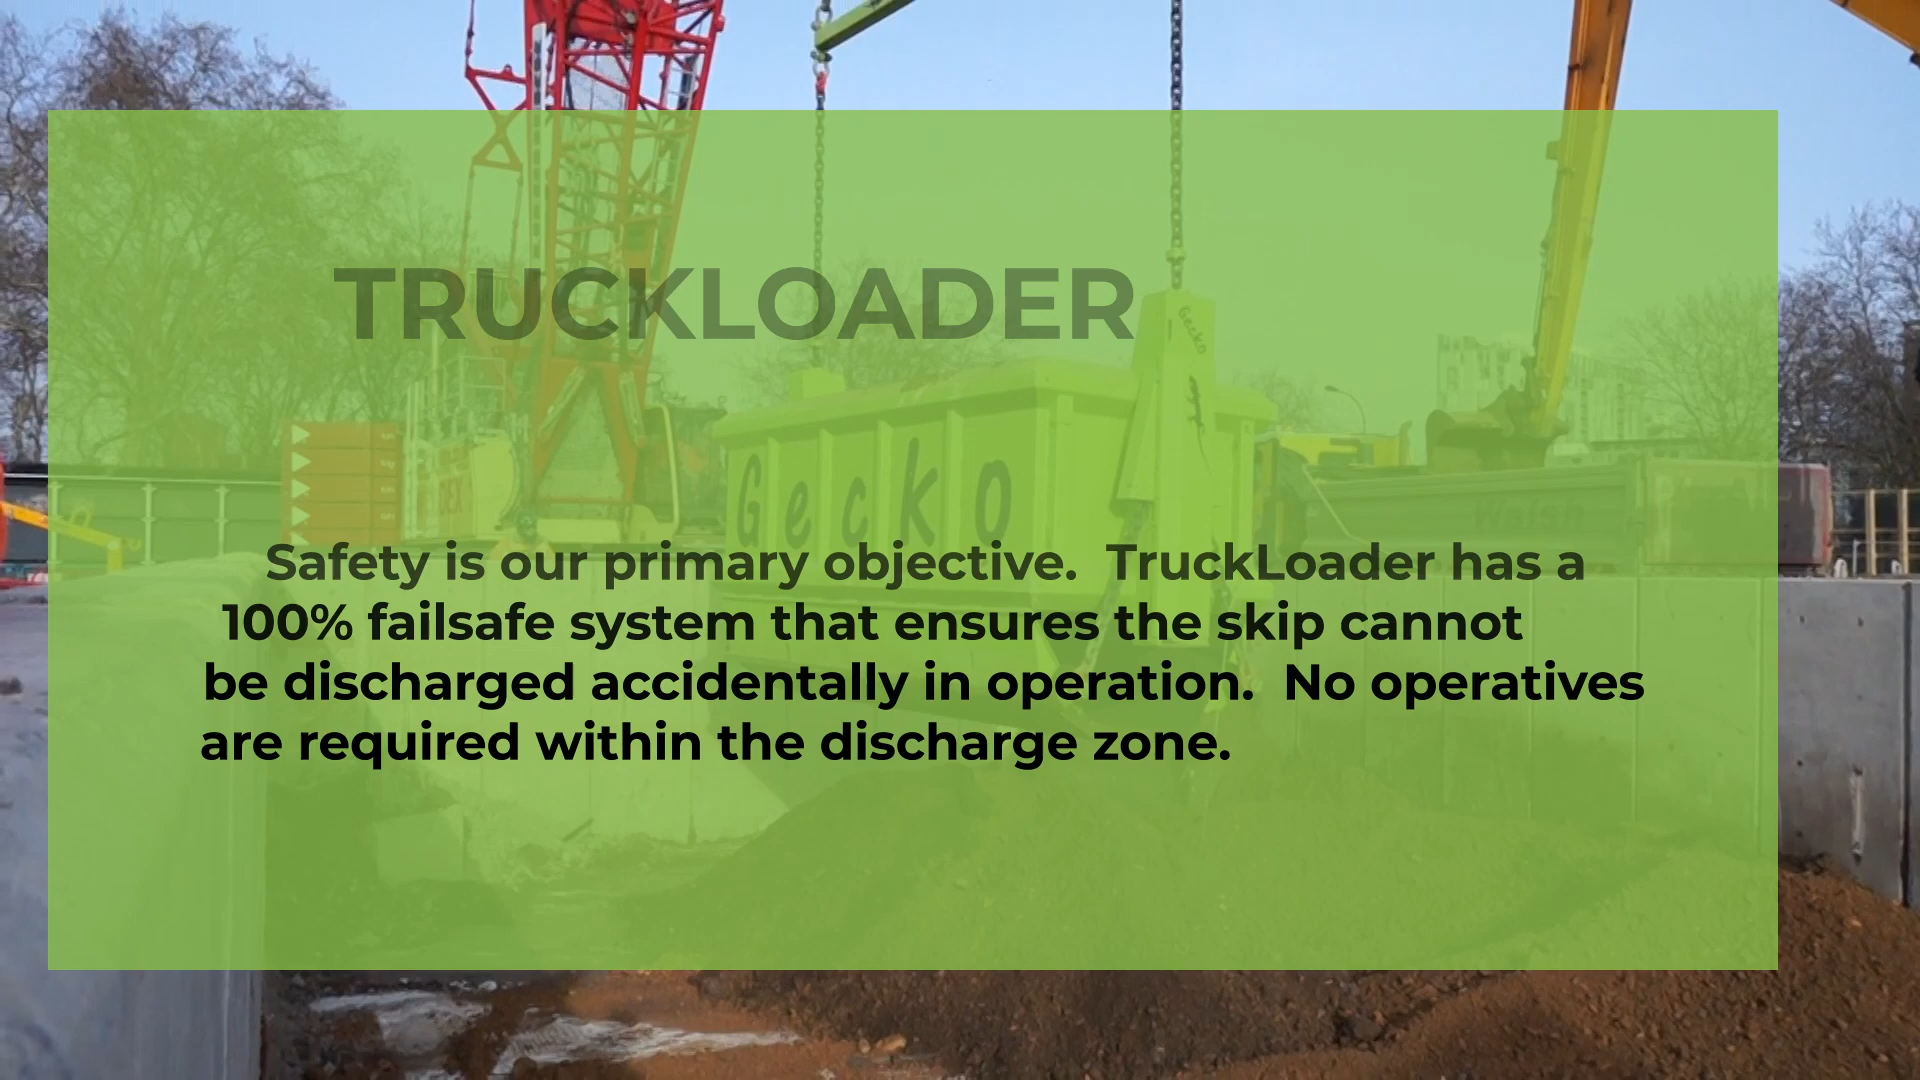 TRUCKLOADER
Gecko
Gecko
Safety is our primary objective.  TruckLoader has a
100% failsafe system that ensures the skip cannot
be discharged accidentally in operation.  No operatives
are required within the discharge zone.